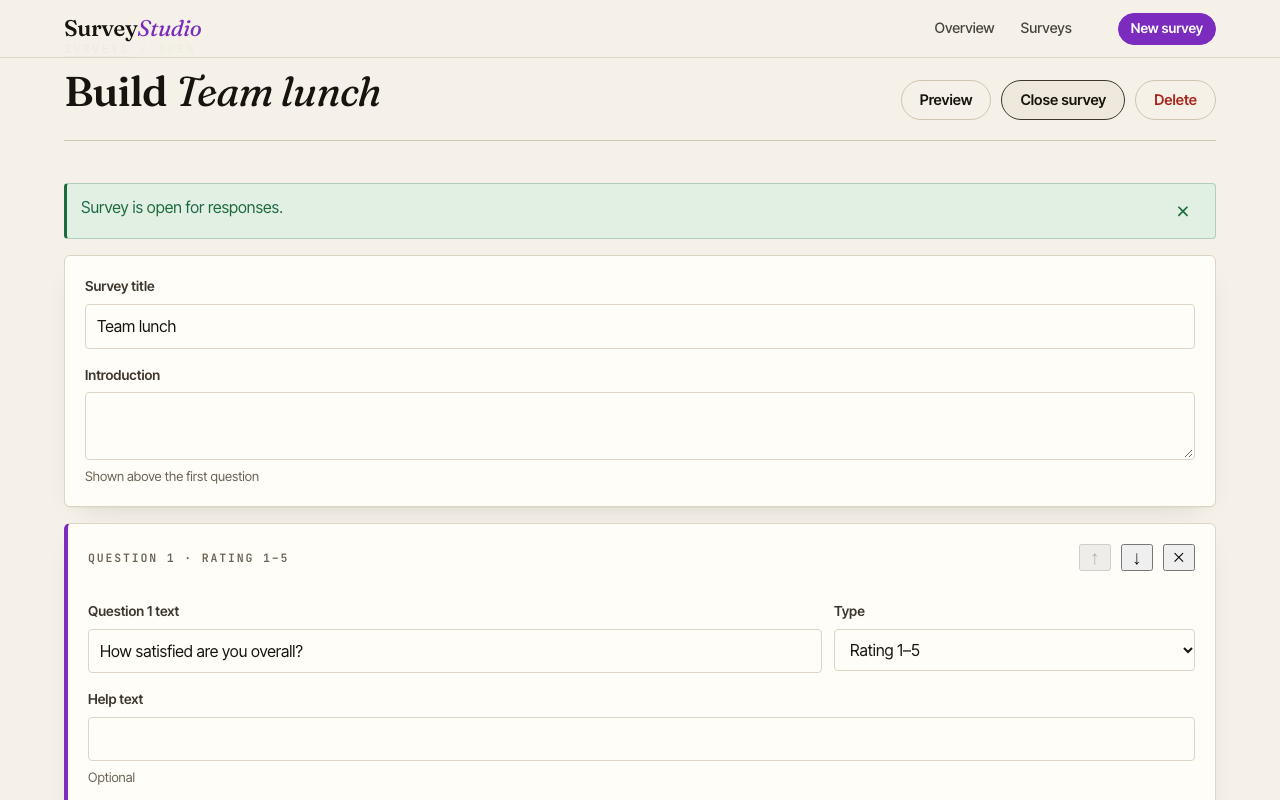 SurveyStudio
Overview
Surveys
New survey
Build Team lunch
Preview
Close survey
Delete
Survey is open for responses.
×
Survey title
Team lunch
Introduction
Shown above the first question
QUESTION 1 · RATING 1–5
↑
↓
×
Question 1 text
Type
How satisfied are you overall?
Rating 1–5
Help text
Optional